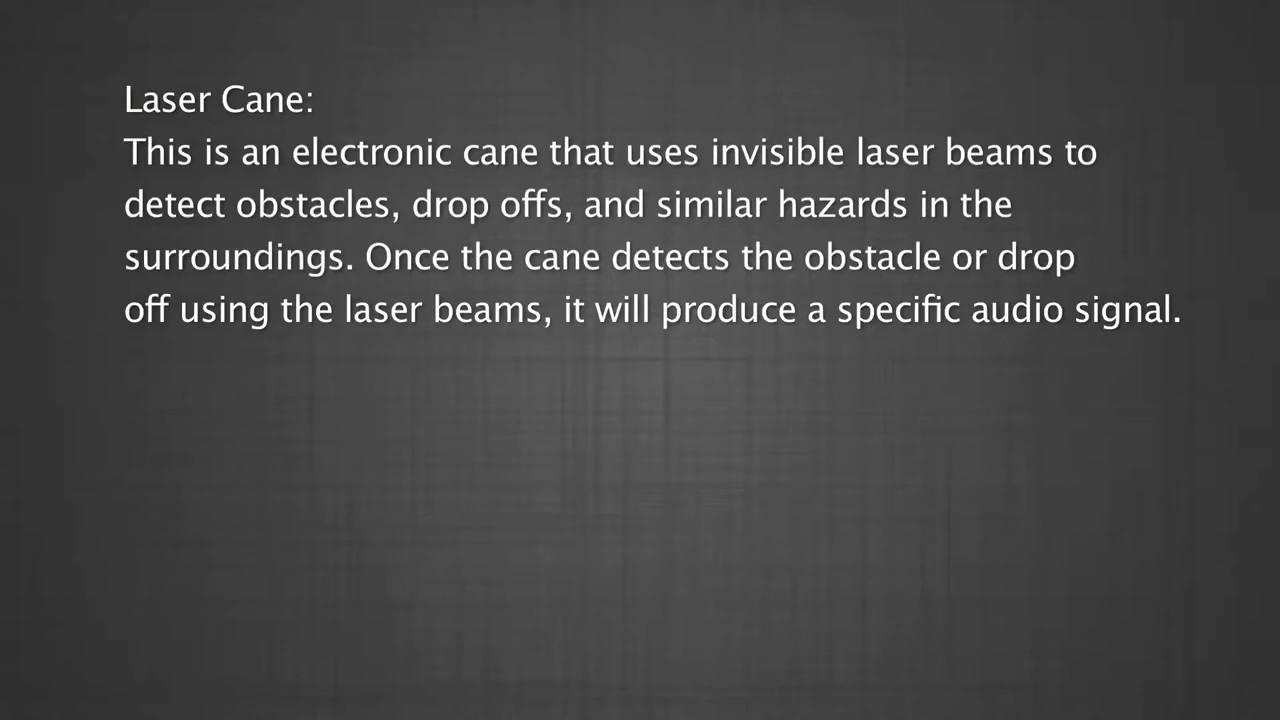 Laser Cane:
This is an electronic cane that uses invisible laser beams to
detect obstacles, drop offs, and similar hazards in the
surroundings. Once the cane detects the obstacle or drop
off using the laser beams, it will produce a specific audio signal.